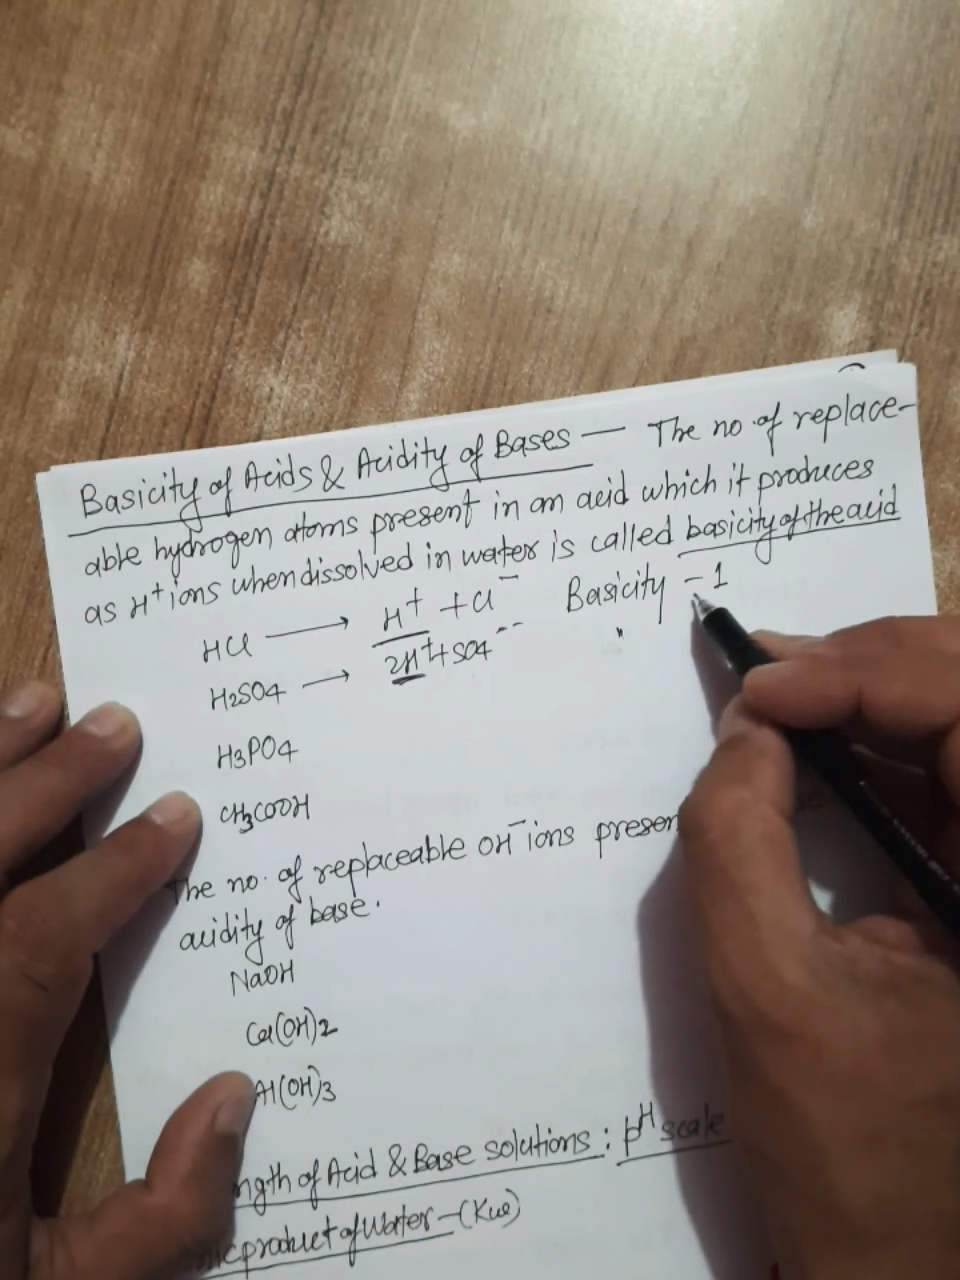 Basicity of Acids & Acidity of Bases — The no. of replace-
able hydrogen atoms present in an acid which it produces
as H⁺ ions when dissolved in water is called basicity of the acid
HCl → H⁺ + Cl⁻ Basicity - 1
H2SO4 → 2H⁺ + SO4⁻⁻ "
H3PO4
CH3COOH
The no. of replaceable OH⁻ ions presen
acidity of base.
NaOH
Ca(OH)2
Al(OH)3
ngth of Acid & Base solutions : pH scale
ic product of Water - (Kw)